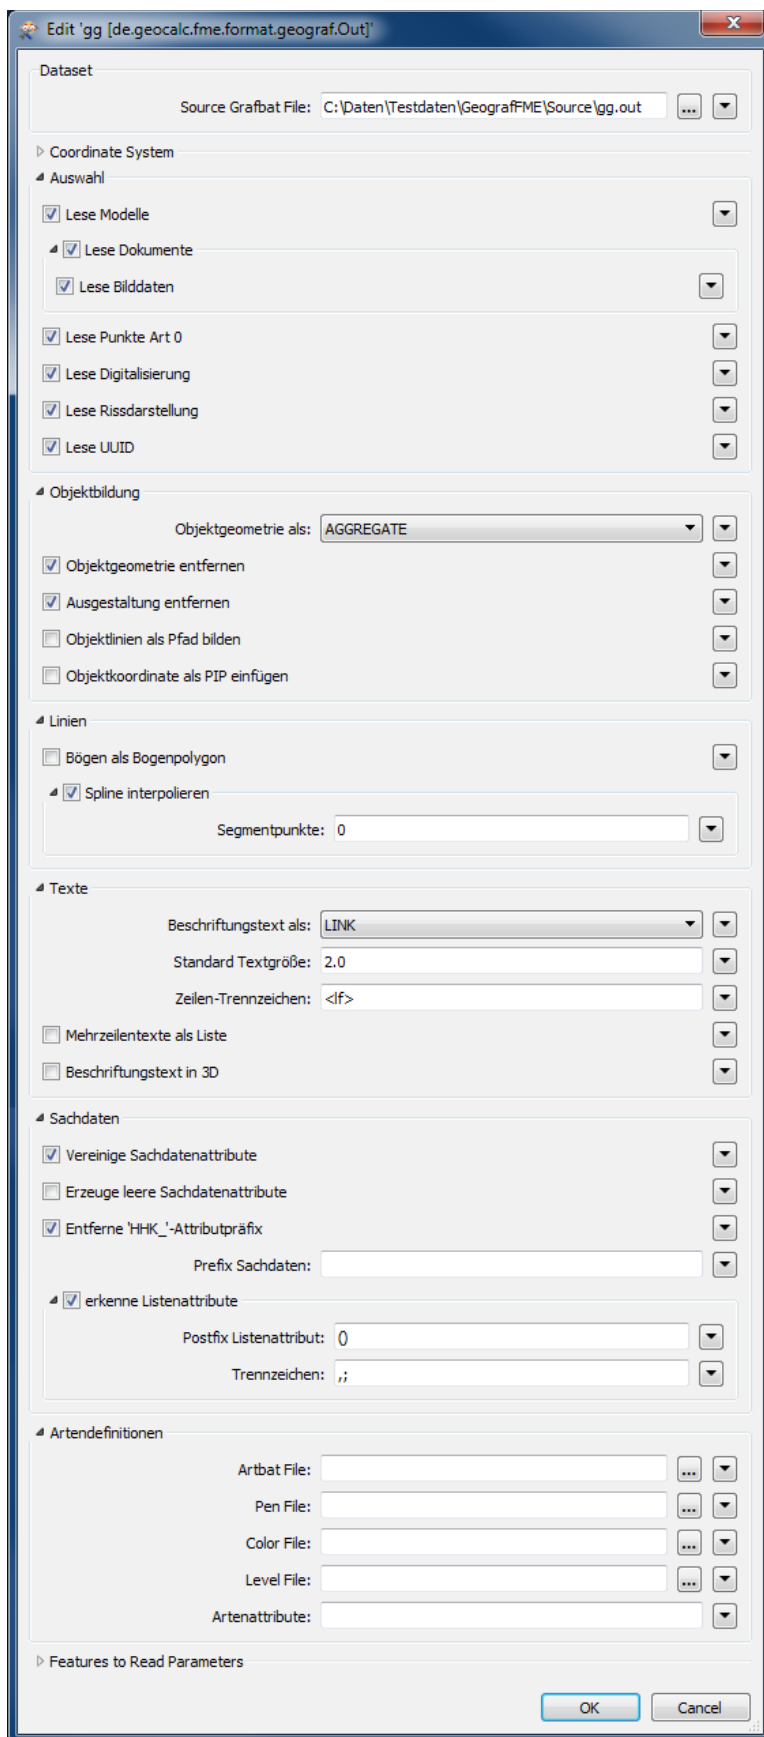 Edit 'gg [de.geocalc.fme.format.geograf.Out]'
Dataset
Source Grafbat File: C:\Daten\Testdaten\GeografFME\Source\gg.out ...
Coordinate System
Auswahl
Lese Modelle
Lese Dokumente
Lese Bilddaten
Lese Punkte Art 0
Lese Digitalisierung
Lese Rissdarstellung
Lese UUID
Objektbildung
Objektgeometrie als: AGGREGATE
Objektgeometrie entfernen
Ausgestaltung entfernen
Objektlinien als Pfad bilden
Objektkoordinate als PIP einfügen
Linien
Bögen als Bogenpolygon
Spline interpolieren
Segmentpunkte: 0
Texte
Beschriftungstext als: LINK
Standard Textgröße: 2.0
Zeilen-Trennzeichen: <lf>
Mehrzeilentexte als Liste
Beschriftungstext in 3D
Sachdaten
Vereinige Sachdatenattribute
Erzeuge leere Sachdatenattribute
Entferne 'HHK_'-Attributpräfix
Prefix Sachdaten:
erkenne Listenattribute
Postfix Listenattribut: ()
Trennzeichen: ,;
Artendefinitionen
Artbat File: ...
Pen File: ...
Color File: ...
Level File: ...
Artenattribute:
Features to Read Parameters
OK Cancel